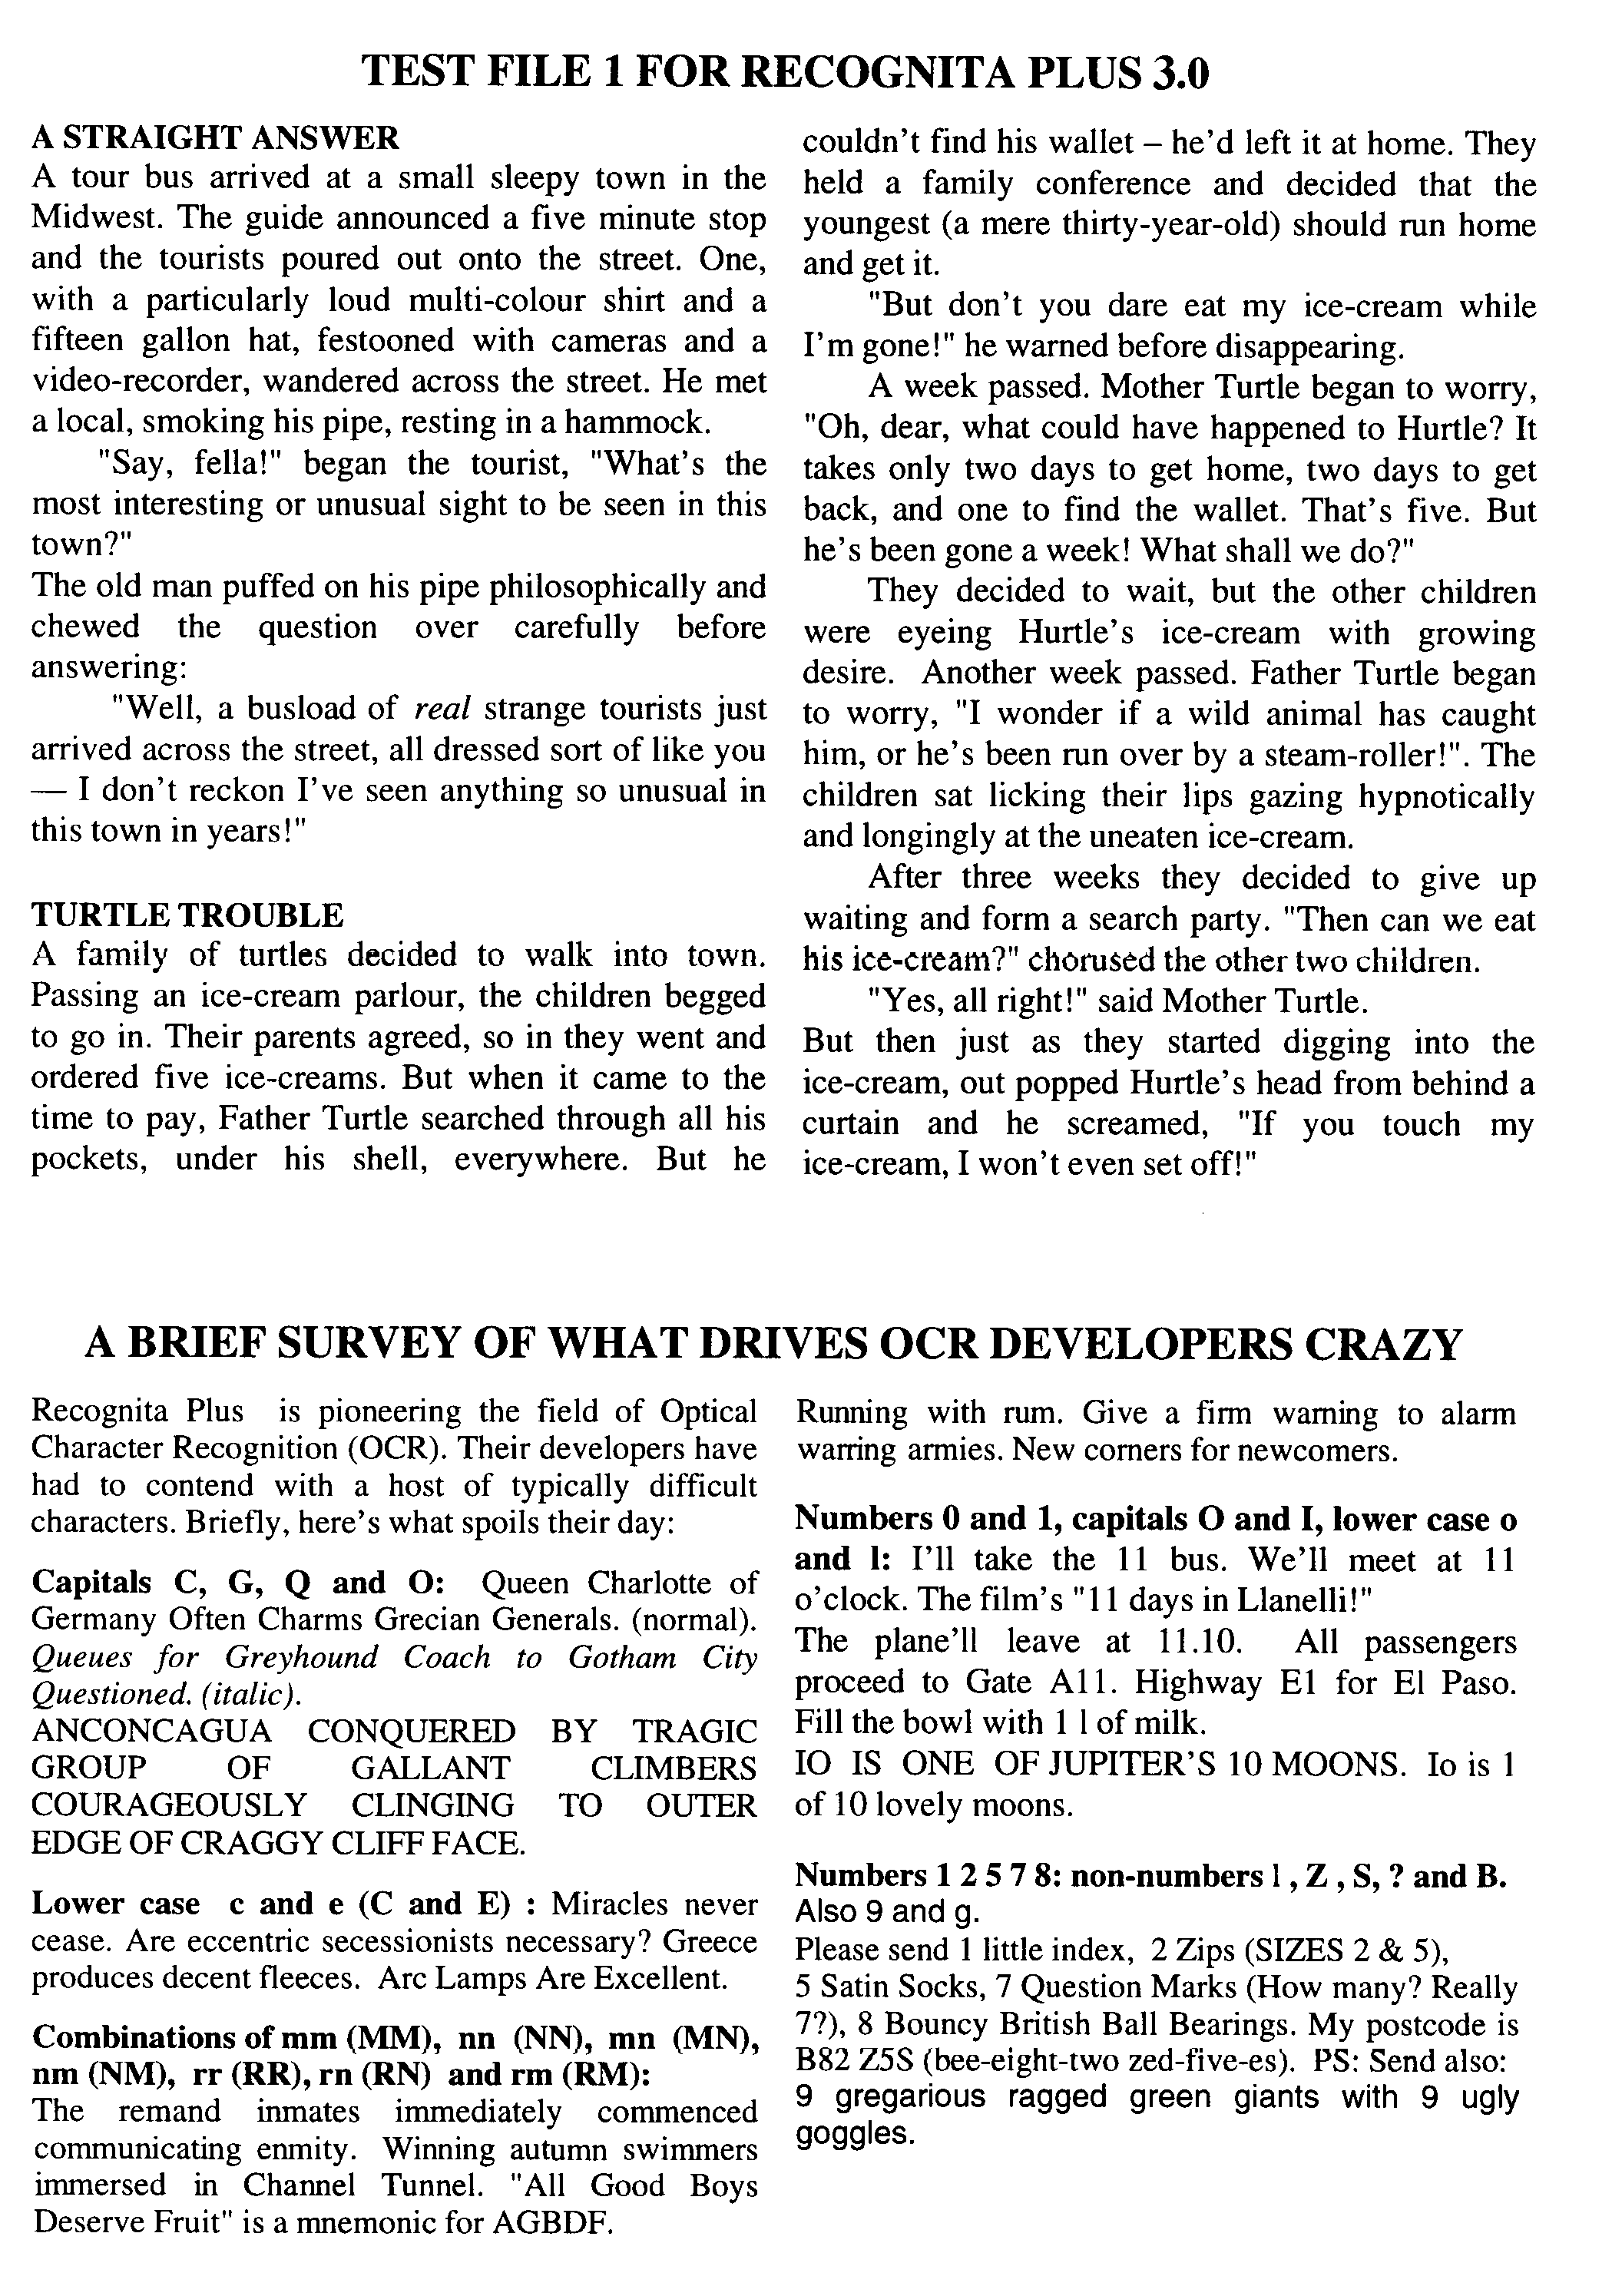 TEST FILE 1 FOR RECOGNITA PLUS 3.0
A STRAIGHT ANSWER
A tour bus arrived at a small sleepy town in the
Midwest. The guide announced a five minute stop
and the tourists poured out onto the street. One,
with a particularly loud multi-colour shirt and a
fifteen gallon hat, festooned with cameras and a
video-recorder, wandered across the street. He met
a local, smoking his pipe, resting in a hammock.
"Say, fella!" began the tourist, "What's the
most interesting or unusual sight to be seen in this
town?"
The old man puffed on his pipe philosophically and
chewed the question over carefully before
answering:
"Well, a busload of real strange tourists just
arrived across the street, all dressed sort of like you
— I don't reckon I've seen anything so unusual in
this town in years!"
TURTLE TROUBLE
A family of turtles decided to walk into town.
Passing an ice-cream parlour, the children begged
to go in. Their parents agreed, so in they went and
ordered five ice-creams. But when it came to the
time to pay, Father Turtle searched through all his
pockets, under his shell, everywhere. But he
couldn't find his wallet – he'd left it at home. They
held a family conference and decided that the
youngest (a mere thirty-year-old) should run home
and get it.
"But don't you dare eat my ice-cream while
I'm gone!" he warned before disappearing.
A week passed. Mother Turtle began to worry,
"Oh, dear, what could have happened to Hurtle? It
takes only two days to get home, two days to get
back, and one to find the wallet. That's five. But
he's been gone a week! What shall we do?"
They decided to wait, but the other children
were eyeing Hurtle's ice-cream with growing
desire. Another week passed. Father Turtle began
to worry, "I wonder if a wild animal has caught
him, or he's been run over by a steam-roller!". The
children sat licking their lips gazing hypnotically
and longingly at the uneaten ice-cream.
After three weeks they decided to give up
waiting and form a search party. "Then can we eat
his ice-cream?" chorused the other two children.
"Yes, all right!" said Mother Turtle.
But then just as they started digging into the
ice-cream, out popped Hurtle's head from behind a
curtain and he screamed, "If you touch my
ice-cream, I won't even set off!"
A BRIEF SURVEY OF WHAT DRIVES OCR DEVELOPERS CRAZY
Recognita Plus is pioneering the field of Optical
Character Recognition (OCR). Their developers have
had to contend with a host of typically difficult
characters. Briefly, here's what spoils their day:
Capitals C, G, Q and O: Queen Charlotte of
Germany Often Charms Grecian Generals. (normal).
Queues for Greyhound Coach to Gotham City
Questioned. (italic).
ANCONCAGUA CONQUERED BY TRAGIC
GROUP OF GALLANT CLIMBERS
COURAGEOUSLY CLINGING TO OUTER
EDGE OF CRAGGY CLIFF FACE.
Lower case c and e (C and E) : Miracles never
cease. Are eccentric secessionists necessary? Greece
produces decent fleeces. Arc Lamps Are Excellent.
Combinations of mm (MM), nn (NN), mn (MN),
nm (NM), rr (RR), rn (RN) and rm (RM):
The remand inmates immediately commenced
communicating enmity. Winning autumn swimmers
immersed in Channel Tunnel. "All Good Boys
Deserve Fruit" is a mnemonic for AGBDF.
Running with rum. Give a firm warning to alarm
warring armies. New corners for newcomers.
Numbers 0 and 1, capitals O and I, lower case o
and l: I'll take the 11 bus. We'll meet at 11
o'clock. The film's "11 days in Llanelli!"
The plane'll leave at 11.10. All passengers
proceed to Gate A11. Highway E1 for El Paso.
Fill the bowl with 1 l of milk.
IO IS ONE OF JUPITER'S 10 MOONS. Io is 1
of 10 lovely moons.
Numbers 1 2 5 7 8: non-numbers l , Z , S, ? and B.
Also 9 and g.
Please send 1 little index, 2 Zips (SIZES 2 & 5),
5 Satin Socks, 7 Question Marks (How many? Really
7?), 8 Bouncy British Ball Bearings. My postcode is
B82 Z5S (bee-eight-two zed-five-es). PS: Send also:
9 gregarious ragged green giants with 9 ugly
goggles.